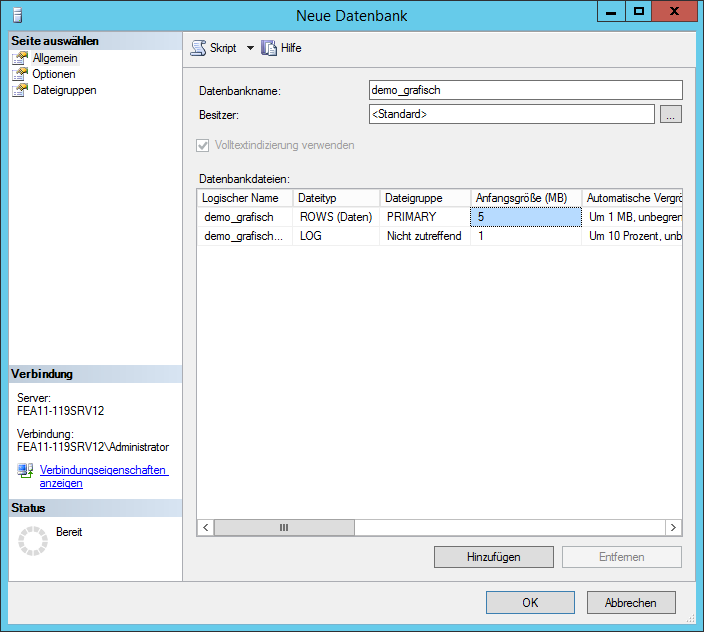 Neue Datenbank
Seite auswählen
Allgemein
Optionen
Dateigruppen
Skript
Hilfe
Datenbankname: demo_grafisch
Besitzer: <Standard> ...
Volltextindizierung verwenden
Datenbankdateien:
Logischer Name Dateityp Dateigruppe Anfangsgröße (MB) Automatische Vergrö
demo_grafisch ROWS (Daten) PRIMARY 5 Um 1 MB, unbegren
demo_grafisch... LOG Nicht zutreffend 1 Um 10 Prozent, unb
Verbindung
Server:
FEA11-119SRV12
Verbindung:
FEA11-119SRV12\Administrator
Verbindungseigenschaften
anzeigen
Status
Bereit
Hinzufügen Entfernen
OK Abbrechen